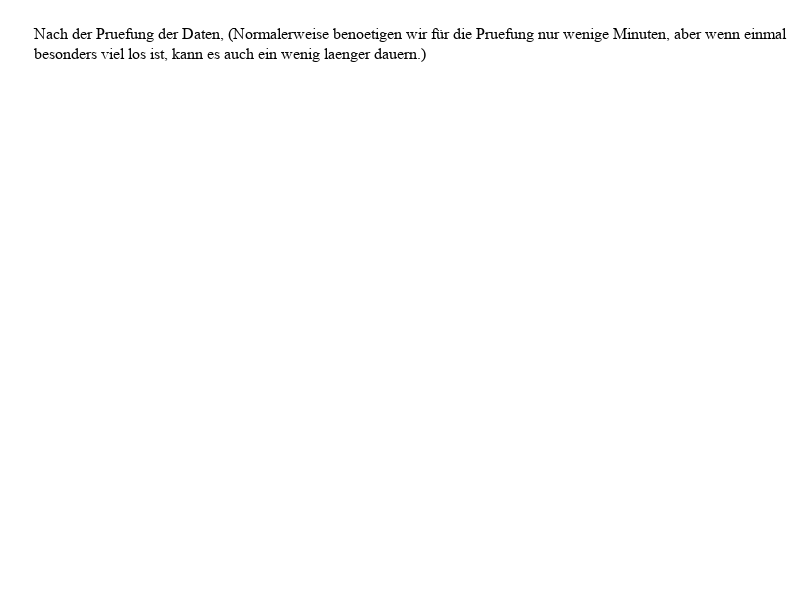 Nach der Pruefung der Daten, (Normalerweise benoetigen wir für die Pruefung nur wenige Minuten, aber wenn einmal
besonders viel los ist, kann es auch ein wenig laenger dauern.)